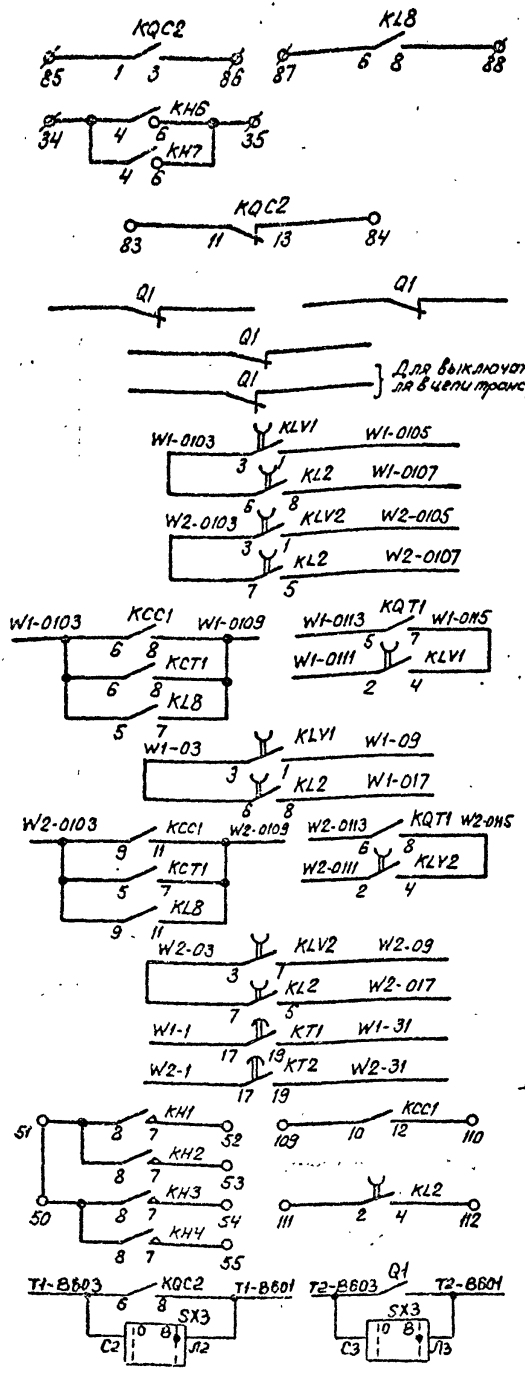 KQC2 KL8
85 1 3 86 87 6 8 88
KH6
34 4 6 35
KH7
4 6
KQC2
83 11 13 84
Q1 Q1
Q1
Q1
Для выключат
ля в цепи транс
W1-0103 KLV1 W1-0105
3 1
KL2 W1-0107
6 8
W2-0103 KLV2 W2-0105
3 1
KL2 W2-0107
7 5
W1-0103 KCC1 W1-0109 W1-0113 KQT1 W1-0115
6 8 5 7
KCT1 W1-0111 KLV1
6 8 2 4
KL8
5 7
W1-03 KLV1 W1-09
3 1
KL2 W1-017
6 8
W2-0103 KCC1 W2-0109 W2-0113 KQT1 W2-0115
9 11 6 8
KCT1 W2-0111 KLV2
5 7 2 4
KL8
9 11
W2-03 KLV2 W2-09
3 1
KL2 W2-017
7 5
W1-1 KT1 W1-31
17 19
W2-1 KT2 W2-31
17 19
51 8 7 KH1 52 109 10 KCC1 12 110
8 7 KH2 53
50 8 7 KH3 54 111 2 4 KL2 112
8 7 KH4 55
T1-B603 KQC2 T1-B601 T2-B603 Q1 T2-B601
6 8
SX3 SX3
C2 0 B Л2 C3 0 B Л3